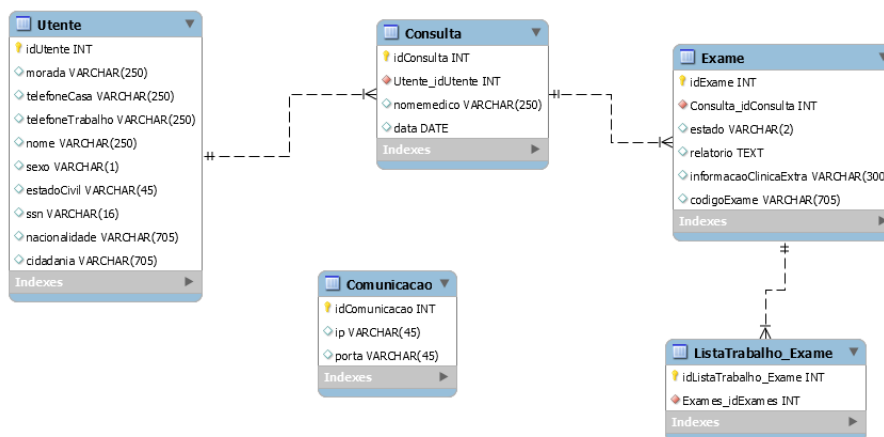 Utente
idUtente INT
morada VARCHAR(250)
telefoneCasa VARCHAR(250)
telefoneTrabalho VARCHAR(250)
nome VARCHAR(250)
sexo VARCHAR(1)
estadoCivil VARCHAR(45)
ssn VARCHAR(16)
nacionalidade VARCHAR(705)
cidadania VARCHAR(705)
Indexes
Consulta
idConsulta INT
Utente_idUtente INT
nomemedico VARCHAR(250)
data DATE
Indexes
Exame
idExame INT
Consulta_idConsulta INT
estado VARCHAR(2)
relatorio TEXT
informacaoClinicaExtra VARCHAR(300
codigoExame VARCHAR(705)
Indexes
Comunicacao
idComunicacao INT
ip VARCHAR(45)
porta VARCHAR(45)
Indexes
ListaTrabalho_Exame
idListaTrabalho_Exame INT
Exames_idExames INT
Indexes